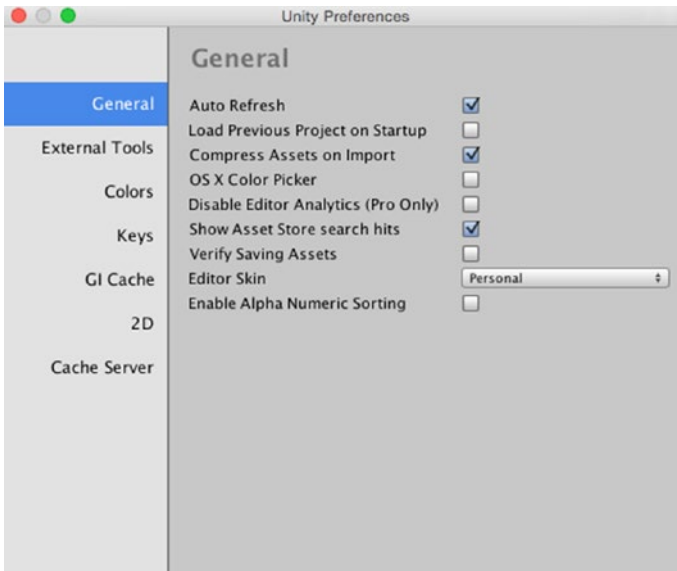 Unity Preferences
General
General
External Tools
Colors
Keys
GI Cache
2D
Cache Server
Auto Refresh
Load Previous Project on Startup
Compress Assets on Import
OS X Color Picker
Disable Editor Analytics (Pro Only)
Show Asset Store search hits
Verify Saving Assets
Editor Skin Personal
Enable Alpha Numeric Sorting